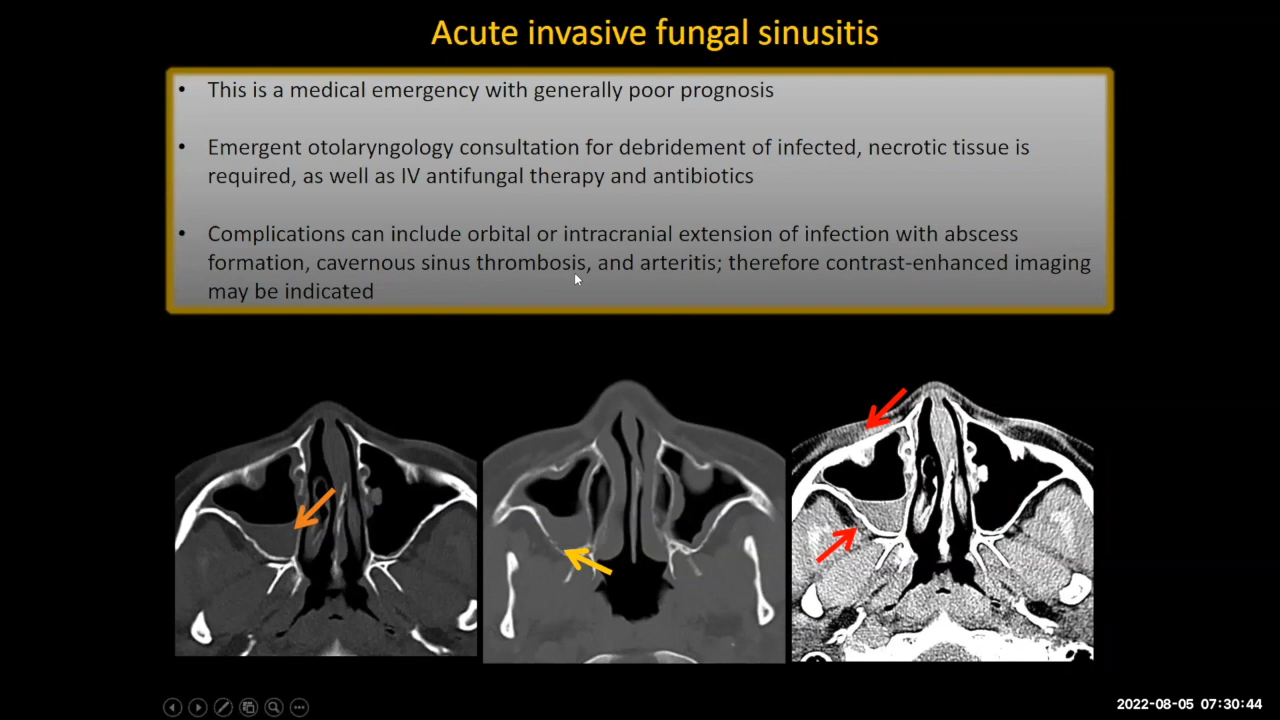 Acute invasive fungal sinusitis
• This is a medical emergency with generally poor prognosis
• Emergent otolaryngology consultation for debridement of infected, necrotic tissue is
required, as well as IV antifungal therapy and antibiotics
• Complications can include orbital or intracranial extension of infection with abscess
formation, cavernous sinus thrombosis, and arteritis; therefore contrast-enhanced imaging
may be indicated
2022-08-05 07:30:44